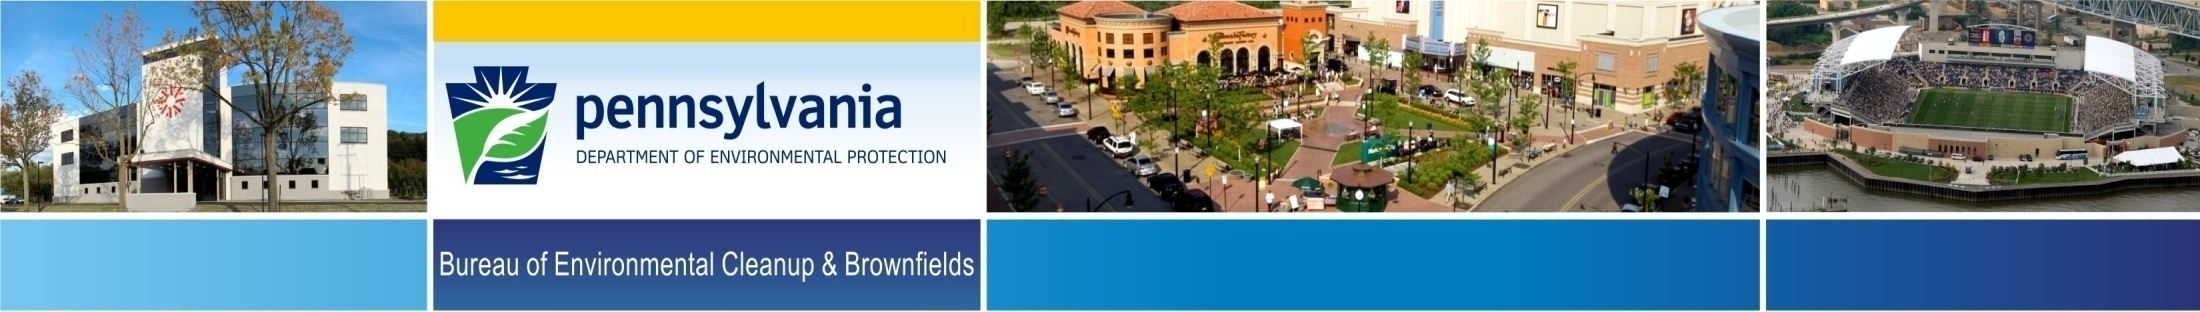 pennsylvania
DEPARTMENT OF ENVIRONMENTAL PROTECTION
Bureau of Environmental Cleanup & Brownfields